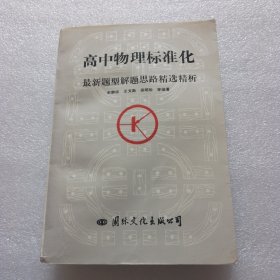 高中物理标准化
最新题型解题思路精选精析
K
国际文化出版公司